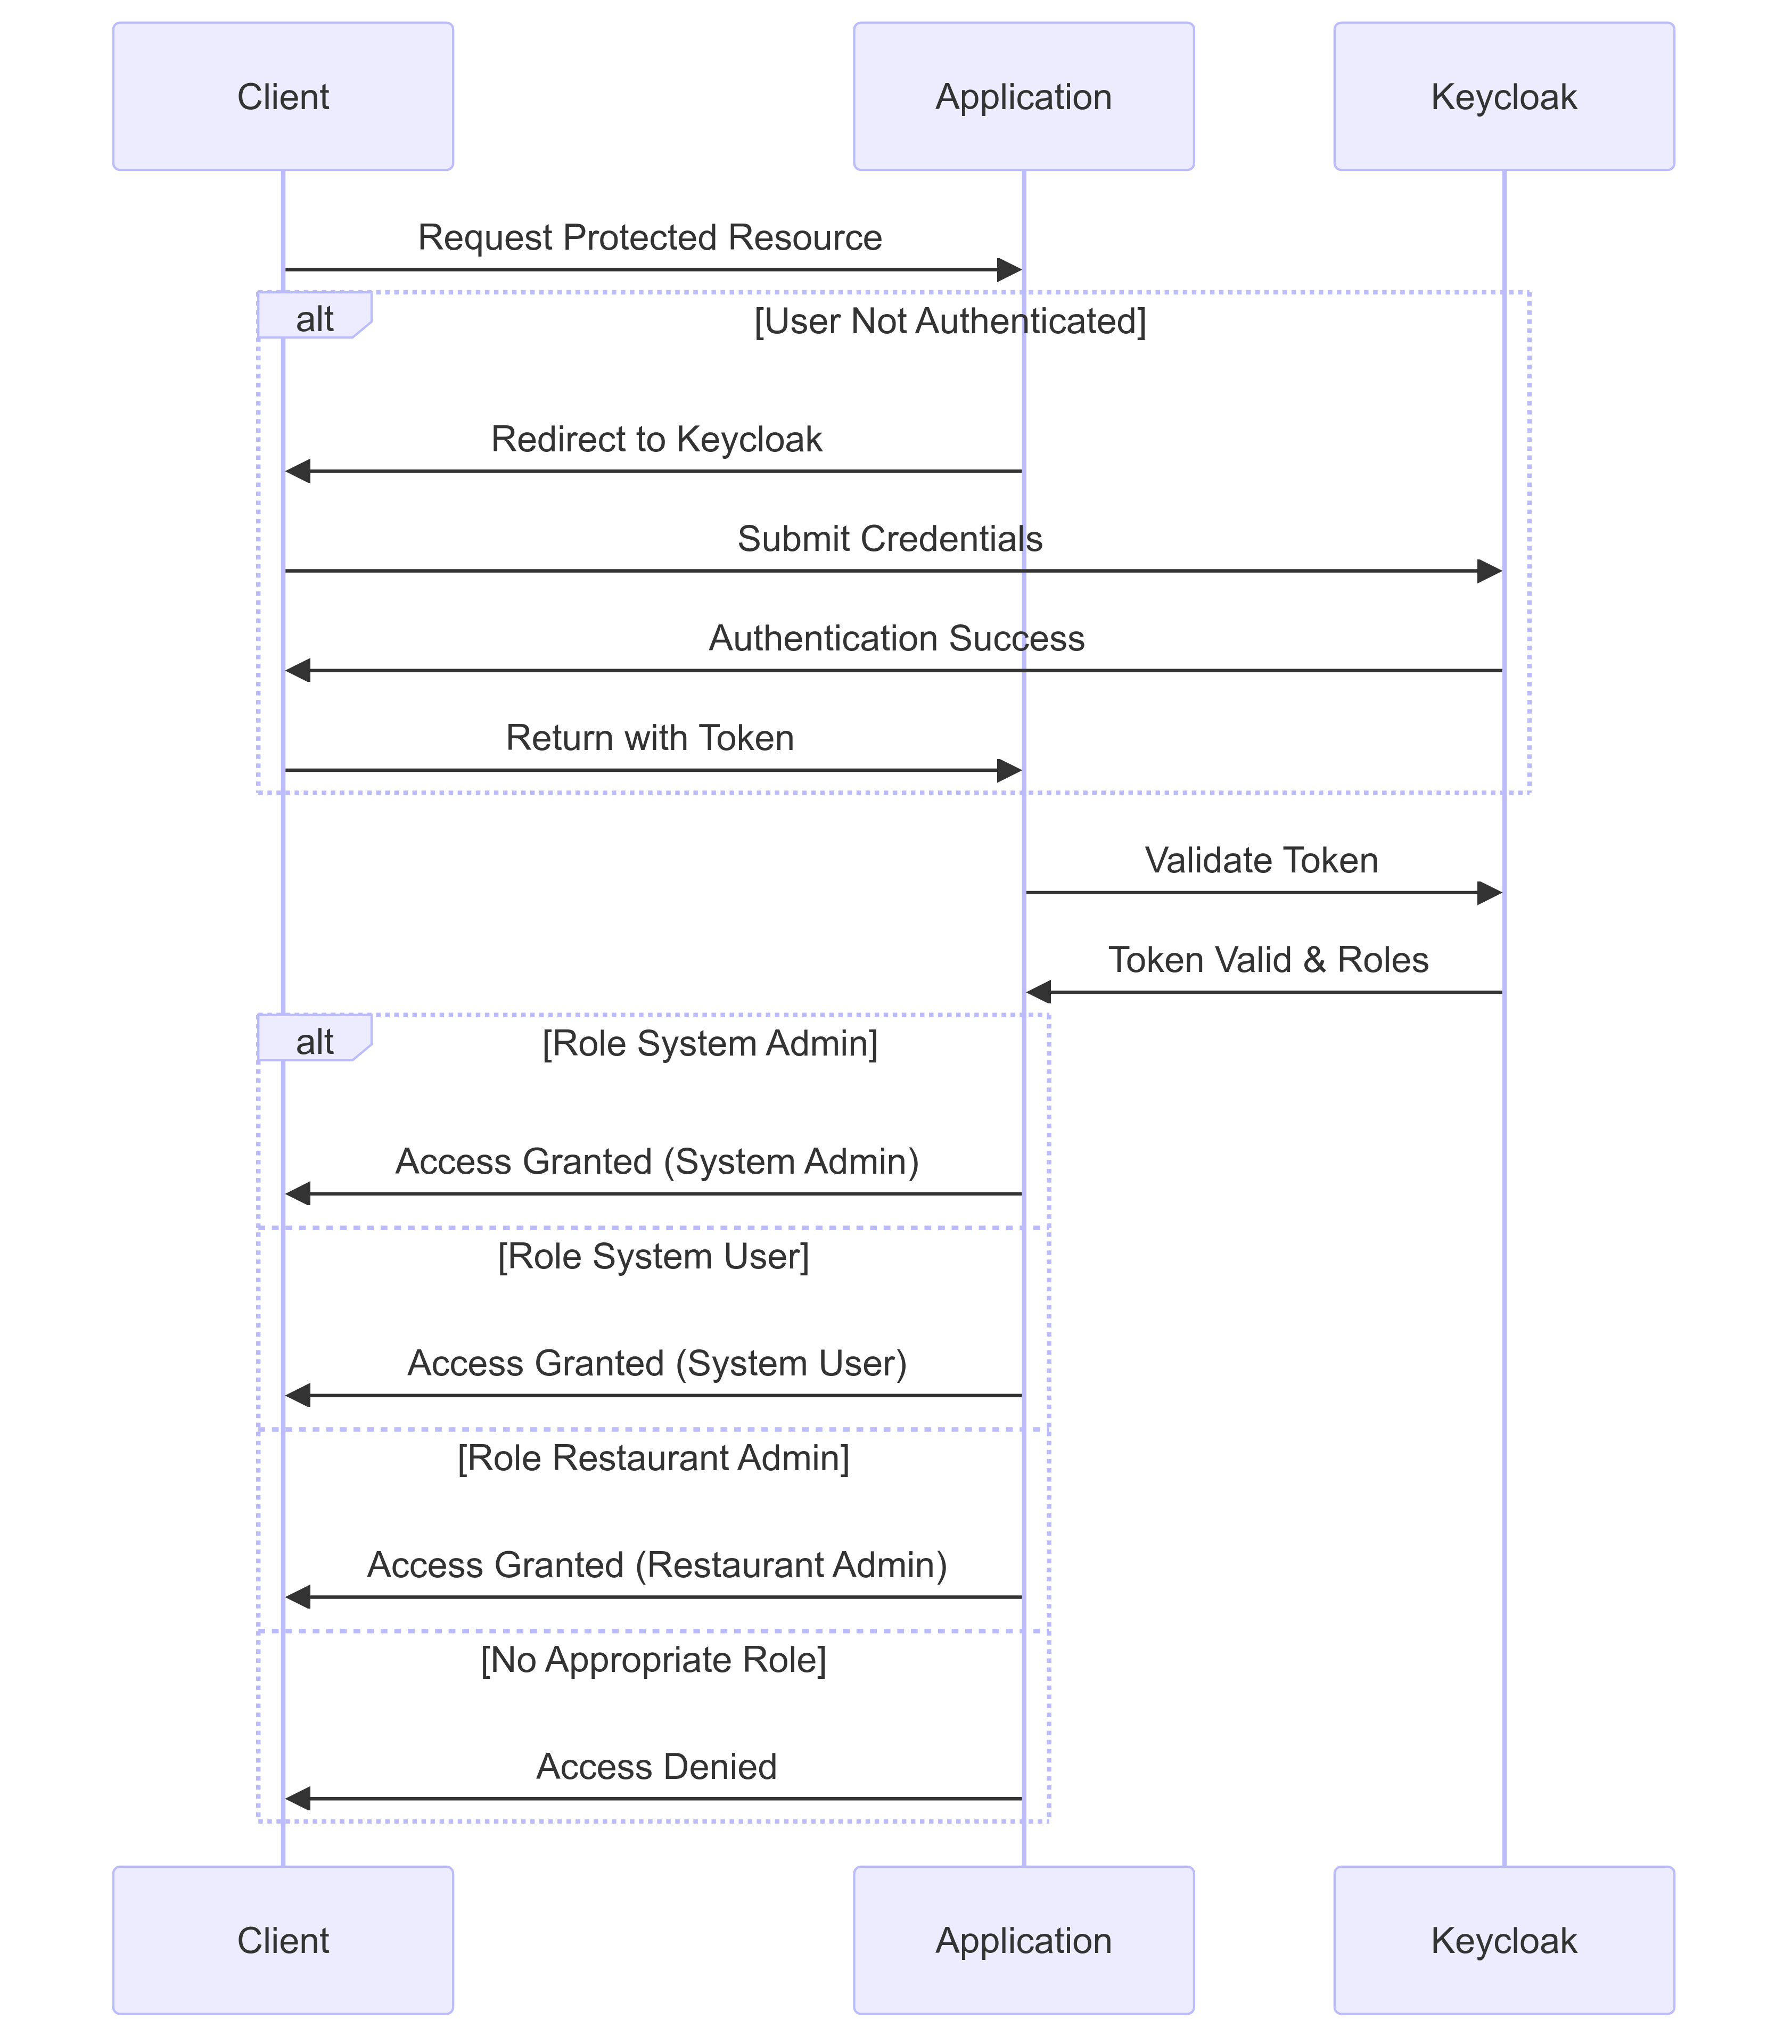 Client
Application
Keycloak
Request Protected Resource
alt
[User Not Authenticated]
Redirect to Keycloak
Submit Credentials
Authentication Success
Return with Token
Validate Token
Token Valid & Roles
alt
[Role System Admin]
Access Granted (System Admin)
[Role System User]
Access Granted (System User)
[Role Restaurant Admin]
Access Granted (Restaurant Admin)
[No Appropriate Role]
Access Denied
Client
Application
Keycloak